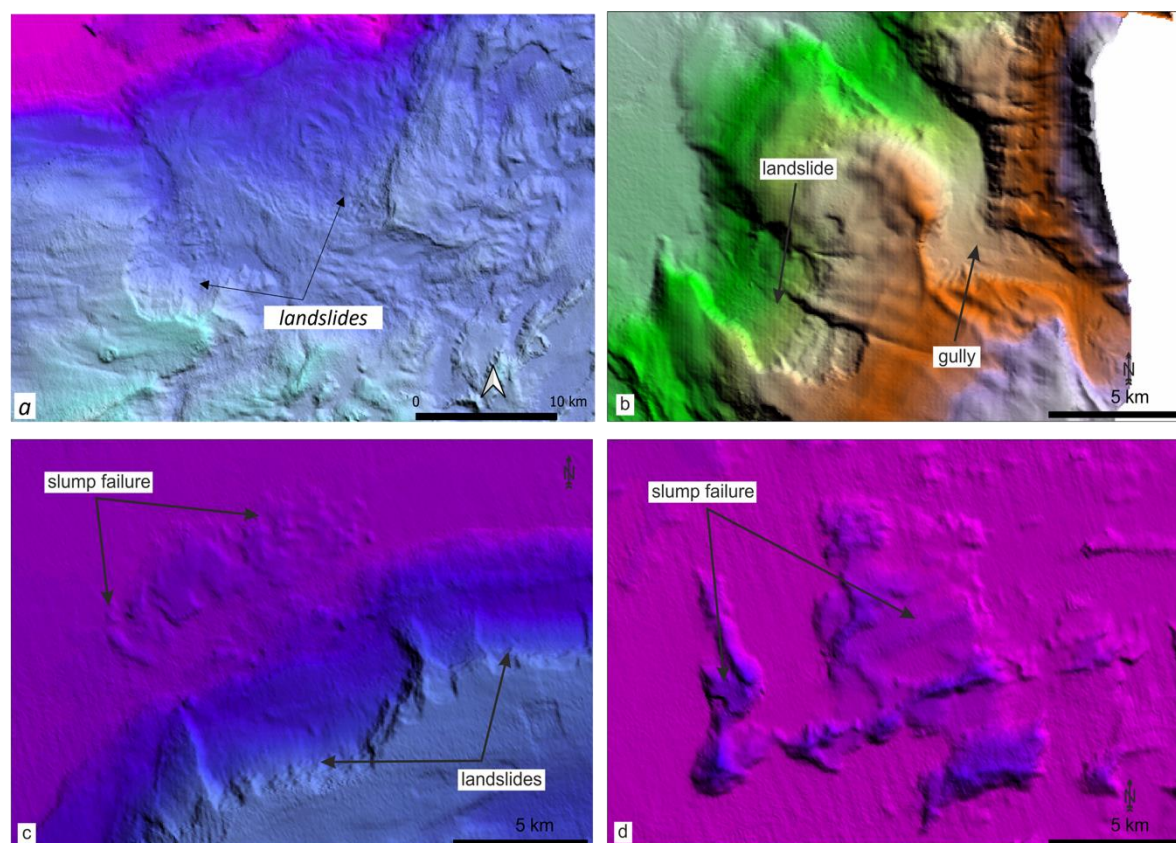 landslides
a
0
10 km
landslide
gully
N
b
5 km
slump failure
N
landslides
c
5 km
slump failure
N
d
5 km